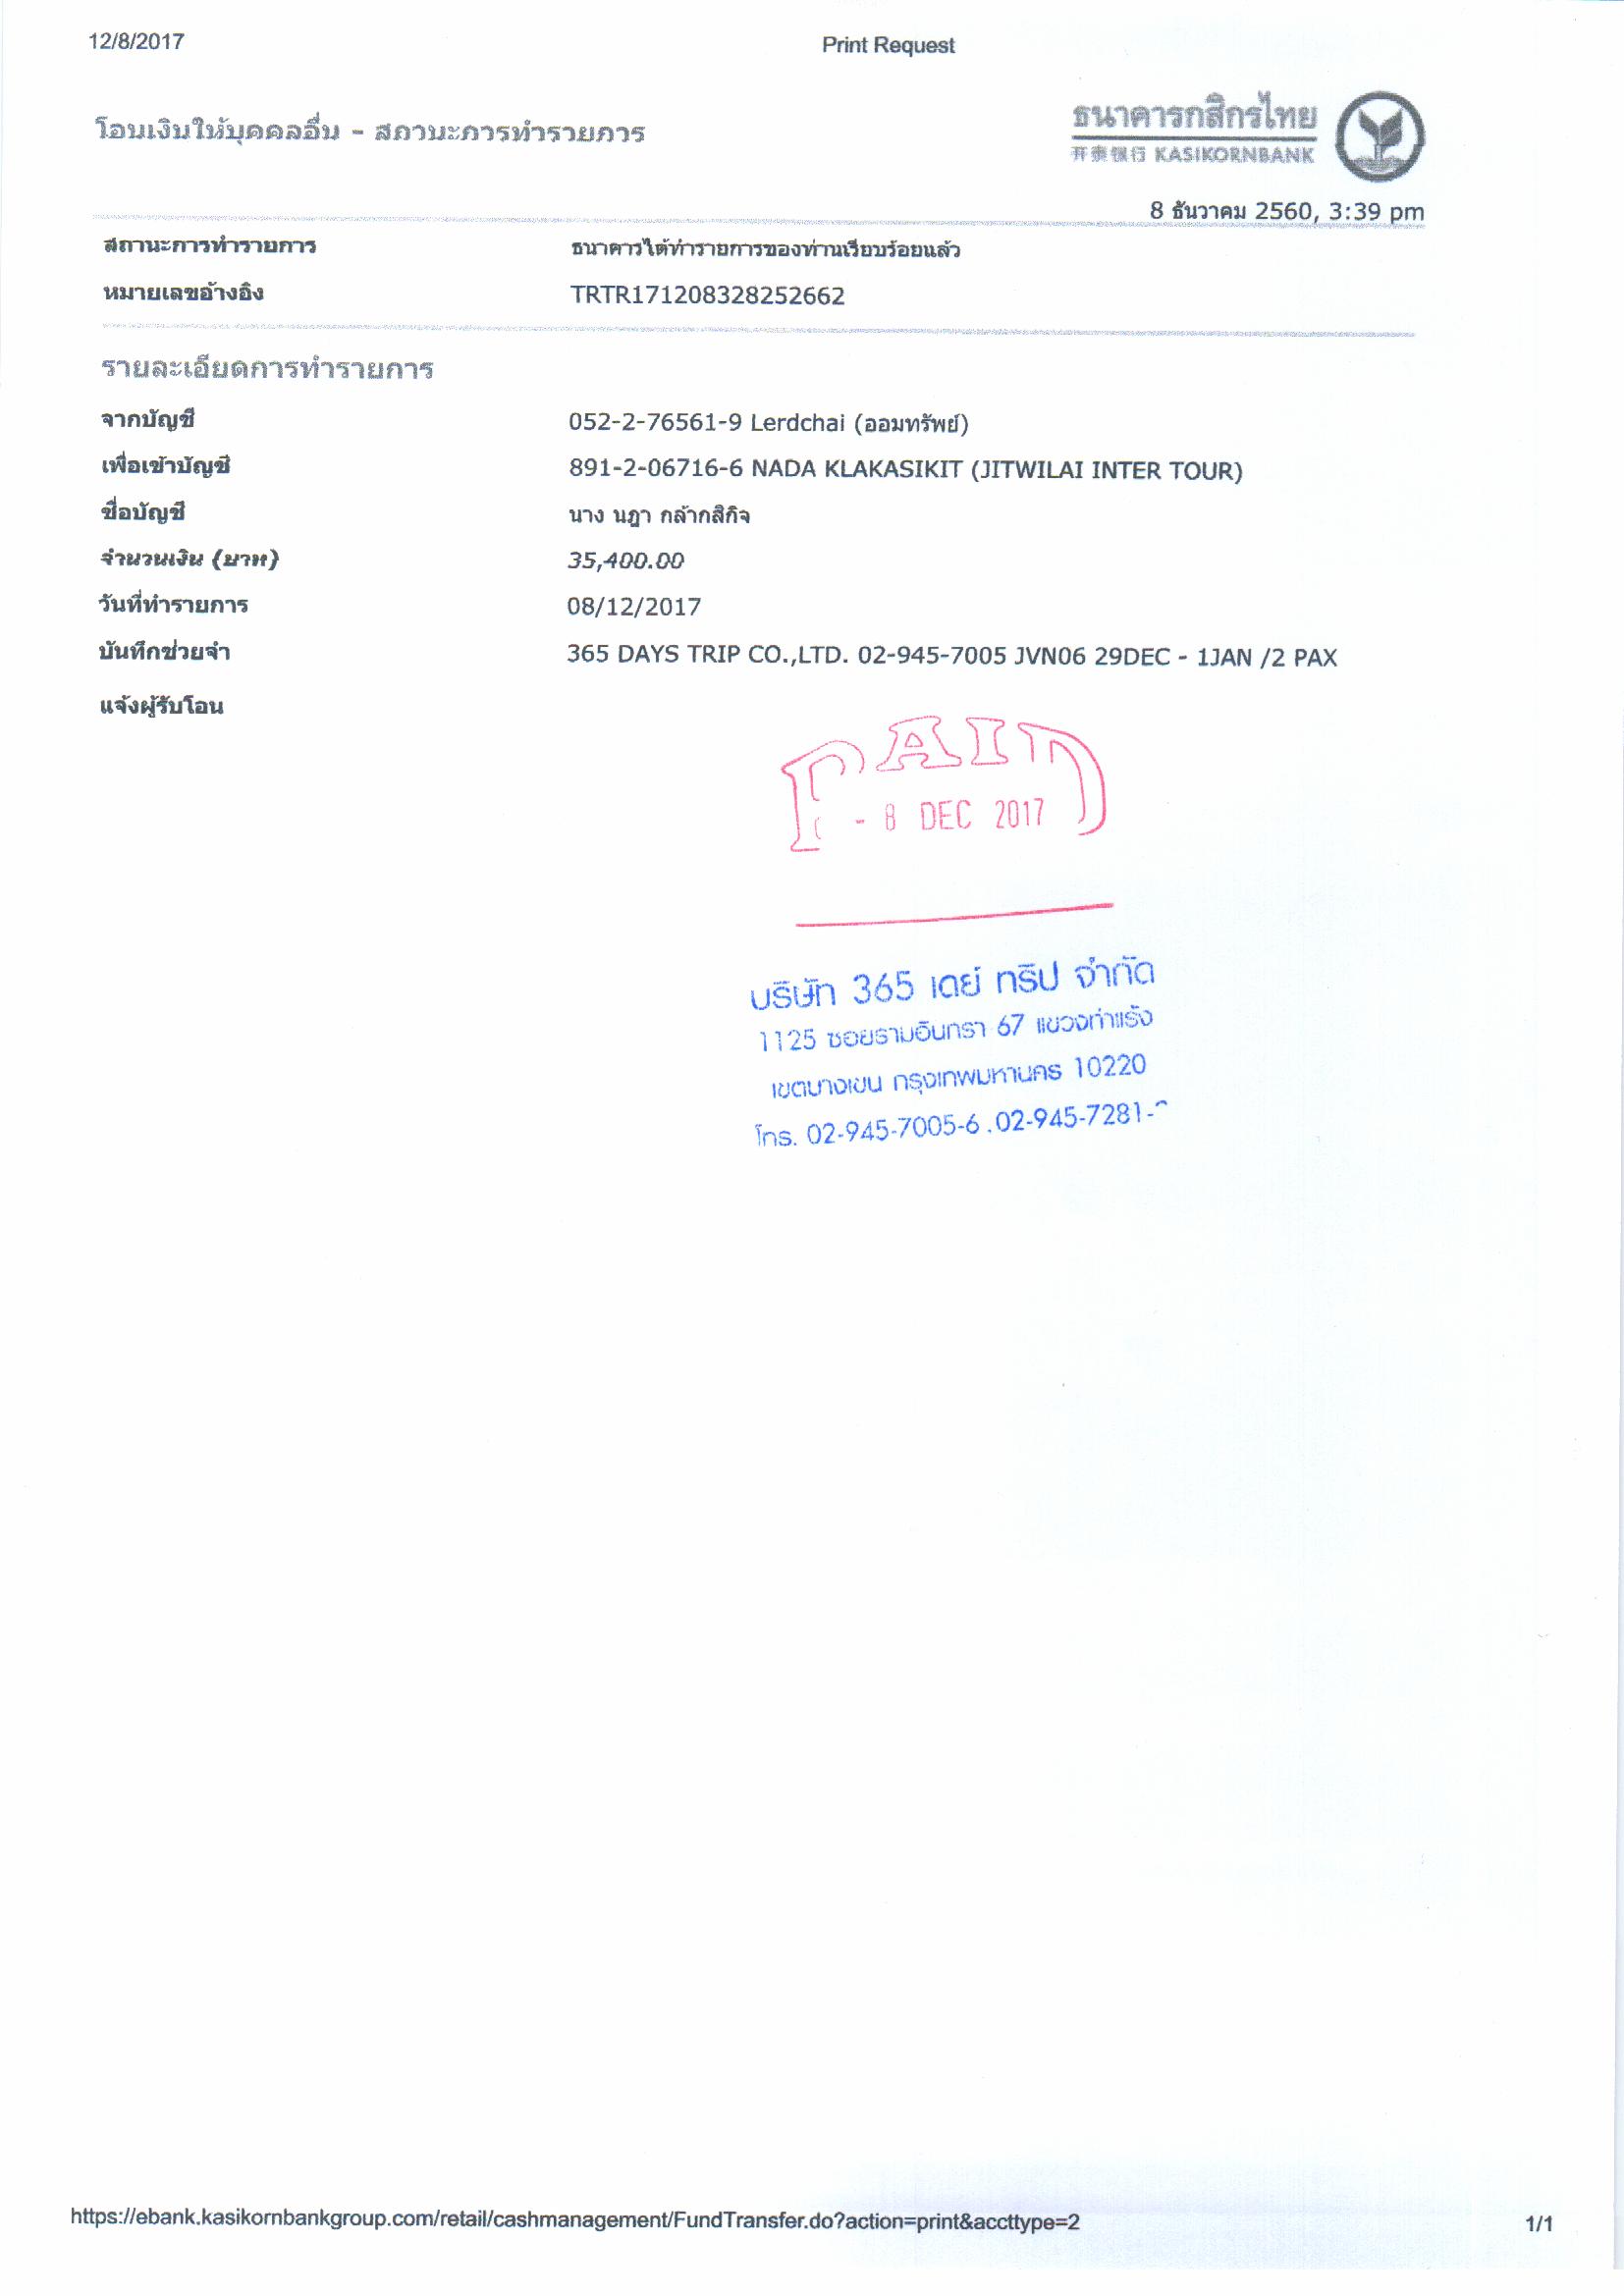 12/8/2017 Print Request
โอนเงินให้บุคคลอื่น - สถานะการทำรายการ
ธนาคารกสิกรไทย
开泰银行 KASIKORNBANK
8 ธันวาคม 2560, 3:39 pm
สถานะการทำรายการ ธนาคารได้ทำรายการของท่านเรียบร้อยแล้ว
หมายเลขอ้างอิง TRTR171208328252662
รายละเอียดการทำรายการ
จากบัญชี 052-2-76561-9 Lerdchai (ออมทรัพย์)
เพื่อเข้าบัญชี 891-2-06716-6 NADA KLAKASIKIT (JITWILAI INTER TOUR)
ชื่อบัญชี นาง นฎา กล้ากสิกิจ
จำนวนเงิน (บาท) 35,400.00
วันที่ทำรายการ 08/12/2017
บันทึกช่วยจำ 365 DAYS TRIP CO.,LTD. 02-945-7005 JVN06 29DEC - 1JAN /2 PAX
แจ้งผู้รับโอน
PAID
- 8 DEC 2017
บริษัท 365 เดย์ ทริป จำกัด
1125 ซอยรามอินทรา 67 แขวงท่าแร้ง
เขตบางเขน กรุงเทพมหานคร 10220
โทร. 02-945-7005-6 , 02-945-7281-
https://ebank.kasikornbankgroup.com/retail/cashmanagement/FundTransfer.do?action=print&accttype=2 1/1